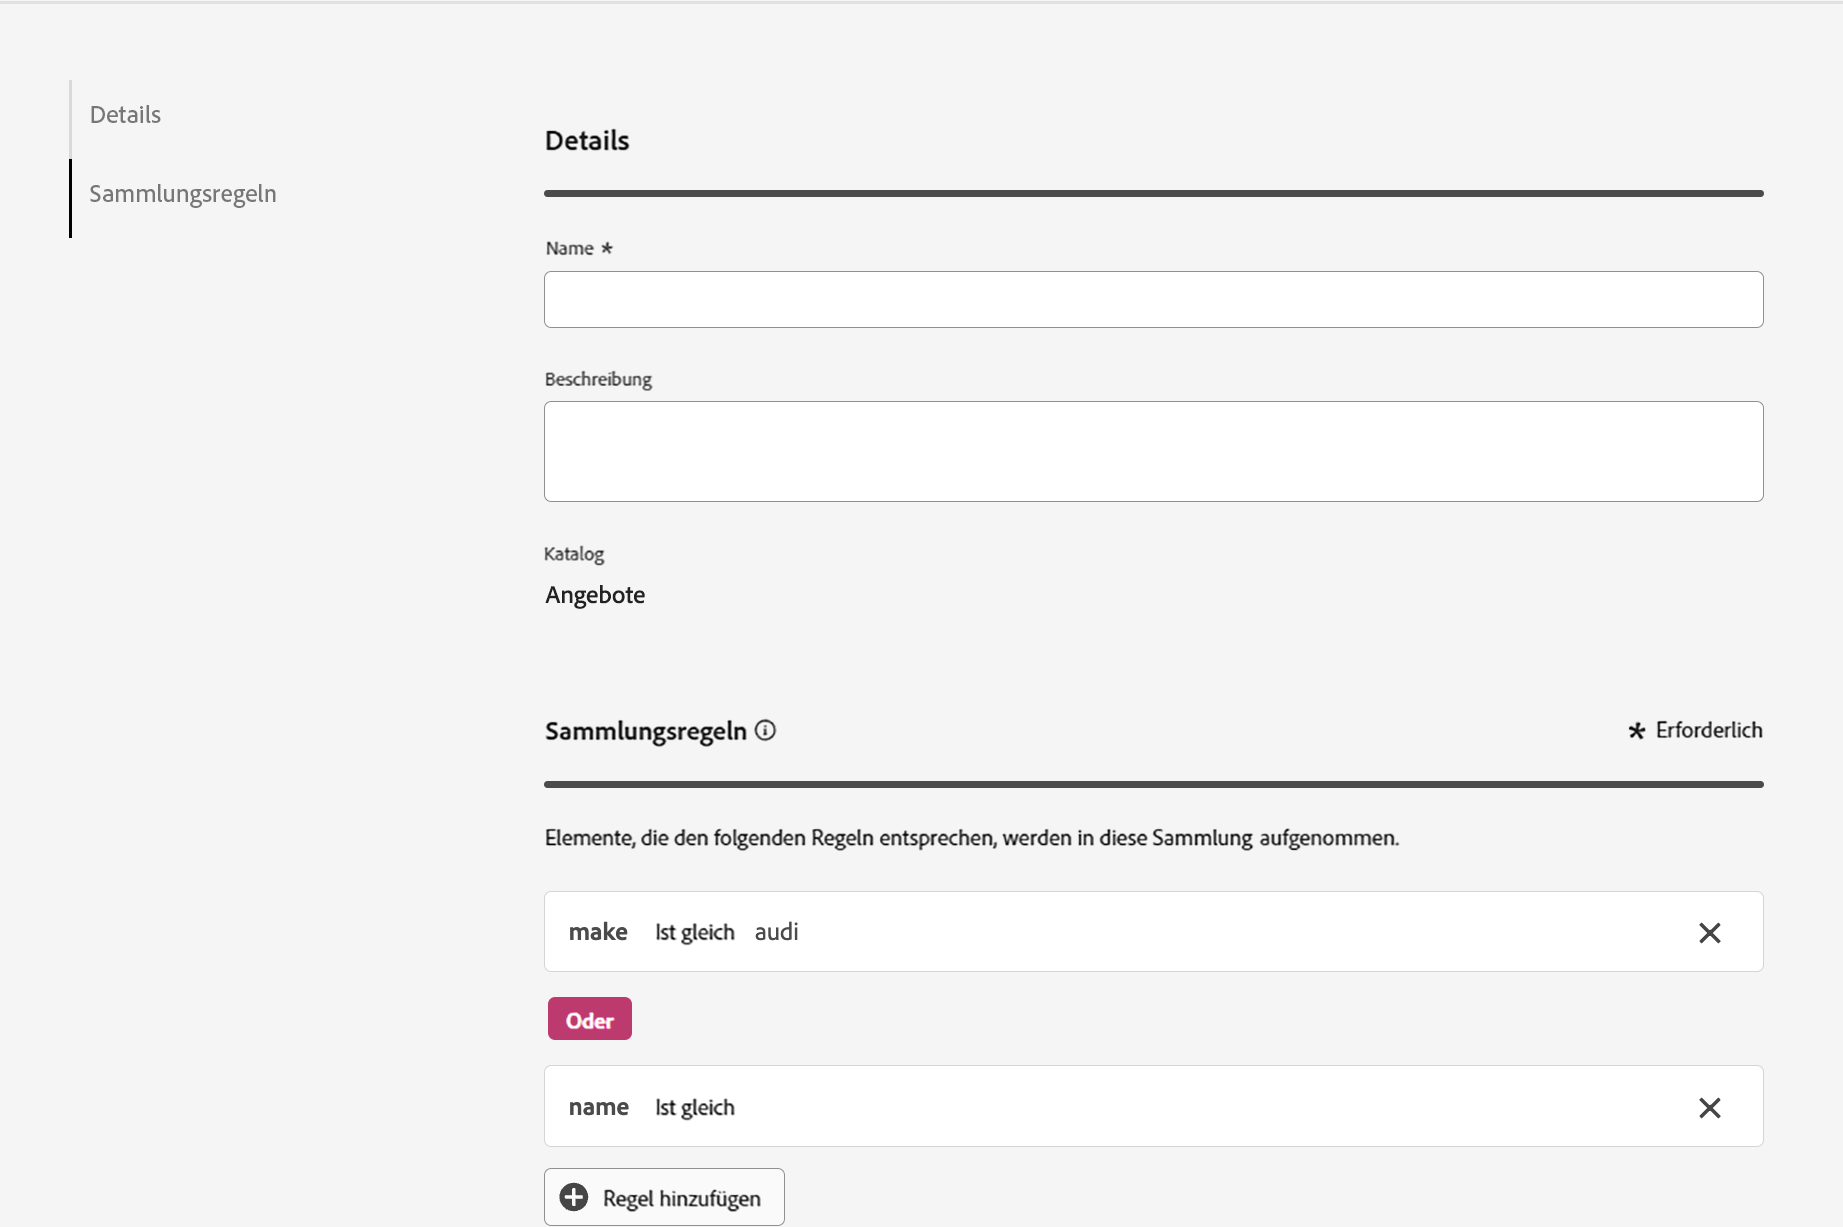 Details
Sammlungsregeln
Details
Name *
Beschreibung
Katalog
Angebote
Sammlungsregeln
* Erforderlich
Elemente, die den folgenden Regeln entsprechen, werden in diese Sammlung aufgenommen.
make Ist gleich audi
Oder
name Ist gleich
Regel hinzufügen